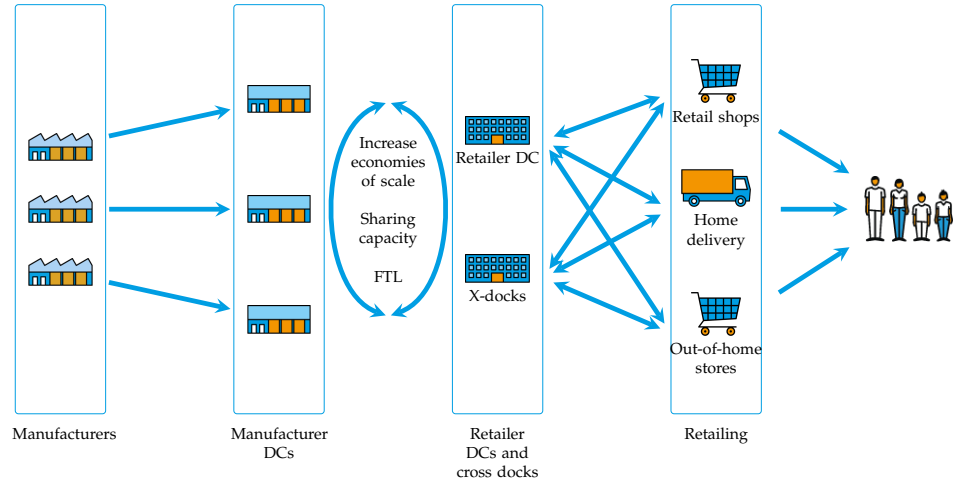 Increase
economies
of scale
Sharing
capacity
FTL
Retailer DC
X-docks
Retail shops
Home
delivery
Out-of-home
stores
Manufacturers
Manufacturer
DCs
Retailer
DCs and
cross docks
Retailing